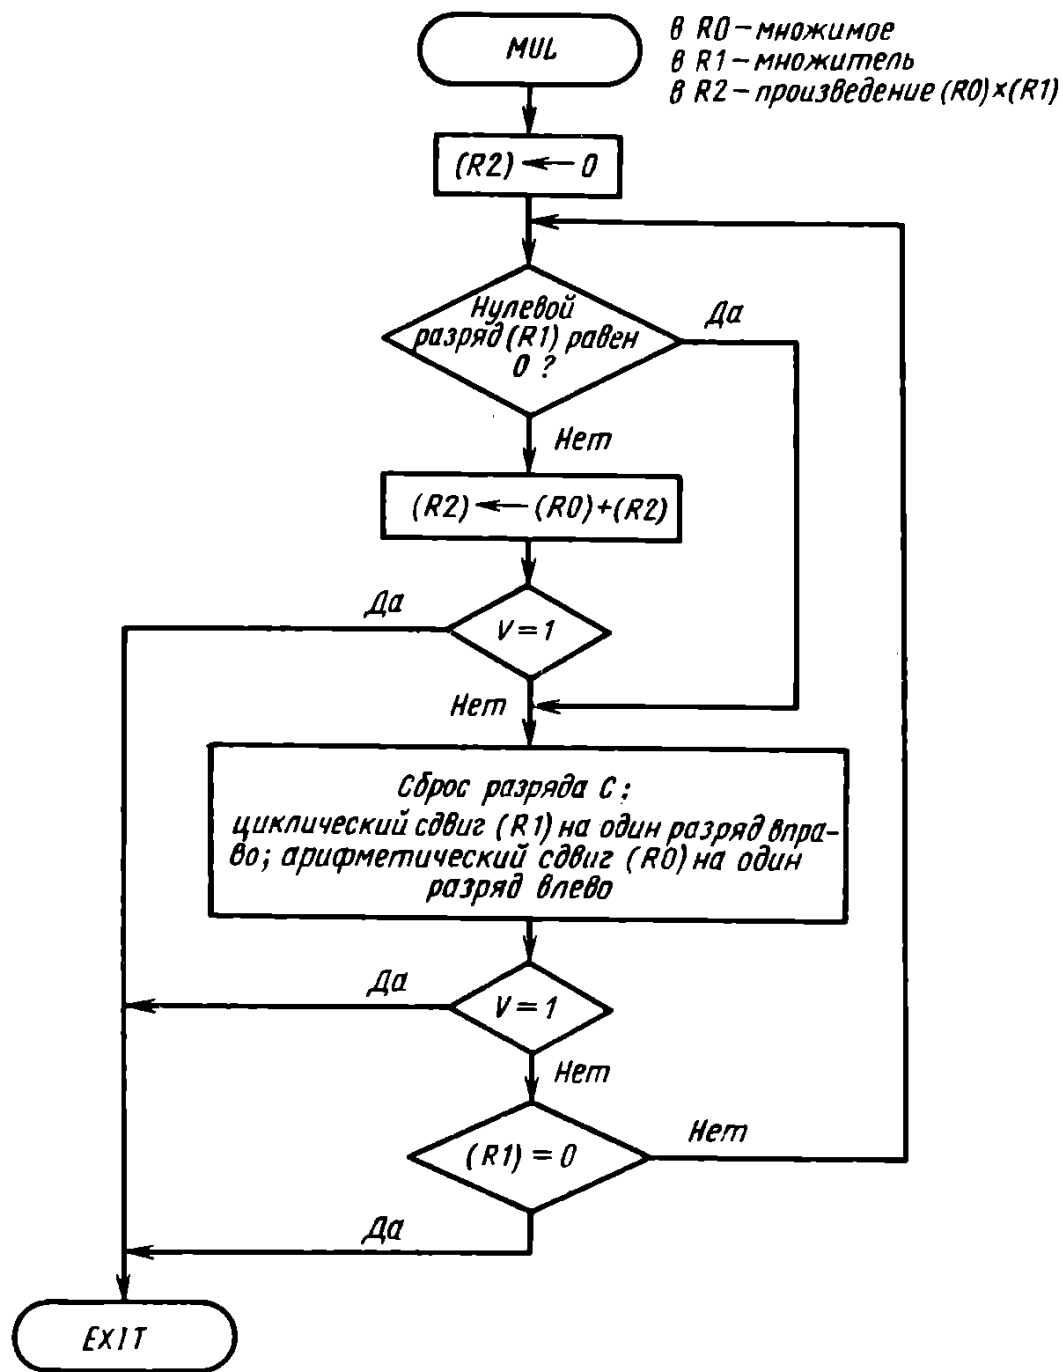 MUL
в R0 – множимое
в R1 – множитель
в R2 – произведение (R0)×(R1)
(R2) ← 0
Нулевой
разряд (R1) равен
0 ?
Да
Нет
(R2) ← (R0)+(R2)
Да
V = 1
Нет
Сброс разряда C:
циклический сдвиг (R1) на один разряд впра-
во; арифметический сдвиг (R0) на один
разряд влево
Да
V = 1
Нет
(R1) = 0
Нет
Да
EXIT